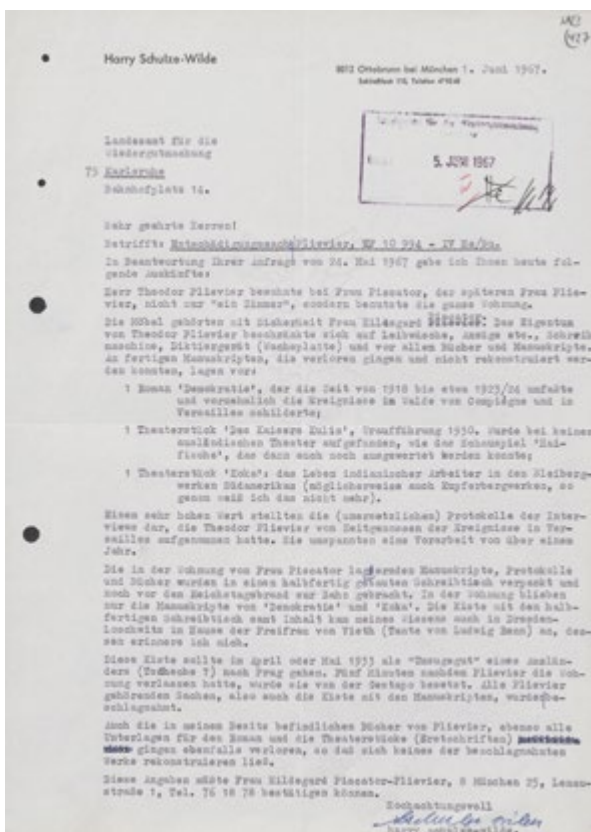 Harry Schulze-Wilde
8012 Ottobrunn bei München 1. Juni 1967.
Landesamt für die
Wiedergutmachung
75 Karlsruhe
Bahnhofplatz 14.
5. JUNI 1967
Sehr geehrte Herren!
Betrifft: Entschädigungssache Plievier, EF 10 994 - IV
In Beantwortung Ihrer Anfrage vom 24. Mai 1967 gebe ich Ihnen heute fol-
gende Auskünfte:
Herr Theodor Plievier bewohnte bei Frau Piscator, der späteren Frau Plie-
vier, nicht nur "ein Zimmer", sondern benutzte die ganze Wohnung.
Die Möbel gehörten mit Sicherheit Frau Hildegard Piscator. Das Eigentum
von Theodor Plievier beschränkte sich auf Leibwäsche, Anzüge etc., Schreib
maschine, Diktiergerät (Wachsplatte) und vor allem Bücher und Manuskripte.
An fertigen Manuskripten, die verloren gingen und nicht rekonstruiert wer-
den konnten, lagen vor:
1 Roman 'Demokratie', der die Zeit von 1918 bis etwa 1923/24 umfaßte
und vornehmlich die Ereignisse im Walde von Compiègne und in
Versailles schilderte;
1 Theaterstück 'Des Kaisers Kulis', Uraufführung 1930. Wurde bei keinem
ausländischen Theater aufgefunden, wie das Schauspiel 'Hai-
fische', das dann auch noch ausgewertet werden konnte;
1 Theaterstück 'Koka': das Leben indianischer Arbeiter in den Bleiberg-
werken Südamerikas (möglicherweise auch Kupferbergwerken, so
genau weiß ich das nicht mehr).
Einen sehr hohen Wert stellten die (unersetzlichen) Protokolle der Inter-
views dar, die Theodor Plievier von Zeitgenossen der Ereignisse in Ver-
sailles aufgenommen hatte. Sie umspannten eine Vorarbeit von über einem
Jahr.
Die in der Wohnung von Frau Piscator lagernden Manuskripte, Protokolle
und Bücher wurden in einen halbfertig gebauten Schreibtisch verpackt und
noch vor dem Reichstagsbrand zur Bahn gebracht. In der Wohnung blieben
nur die Manuskripte von 'Demokratie' und 'Koka'. Die Kiste mit dem halb-
fertigen Schreibtisch samt Inhalt kam meines Wissens auch in Dresden-
Loschwitz im Hause der Freifrau von Vieth (Tante von Ludwig Renn) an, des-
sen erinnere ich mich.
Diese Kiste sollte im April oder Mai 1933 als "Umzugsgut" eines Auslän-
ders (Tscheche ?) nach Prag gehen. Fünf Minuten nachdem Plievier die Woh-
nung verlassen hatte, wurde sie von der Gestapo besetzt. Alle Plievier
gehörenden Sachen, also auch die Kiste mit den Manuskripten, wurden be-
schlagnahmt.
Auch die in meinem Besitz befindlichen Bücher von Plievier, ebenso alle
Unterlagen für den Roman und die Theaterstücke (Erstschriften)
gingen ebenfalls verloren, so daß sich keines der beschlagnahmten
Werke rekonstruieren ließ.
Diese Angaben müßte Frau Hildegard Piscator-Plievier, 8 München 25,
straße 1, Tel. 76 18 78 bestätigen können.
Hochachtungsvoll